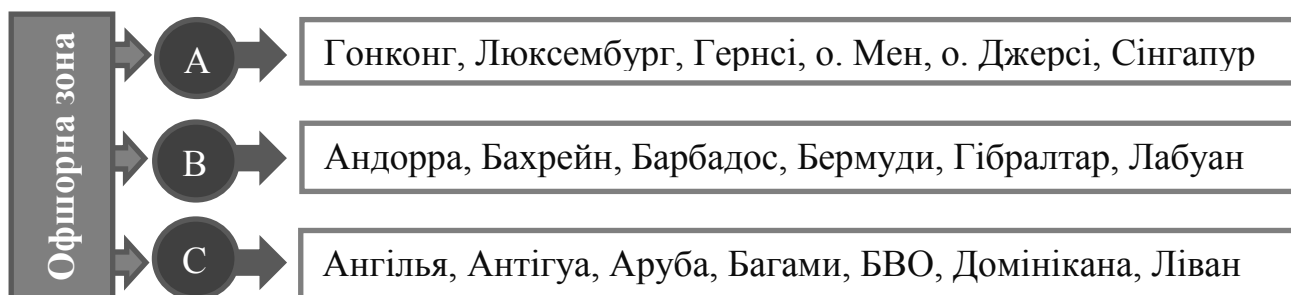 Офшорна зона
A
Гонконг, Люксембург, Гернсі, о. Мен, о. Джерсі, Сінгапур
B
Андорра, Бахрейн, Барбадос, Бермуди, Гібралтар, Лабуан
C
Ангілья, Антігуа, Аруба, Багами, БВО, Домінікана, Ліван